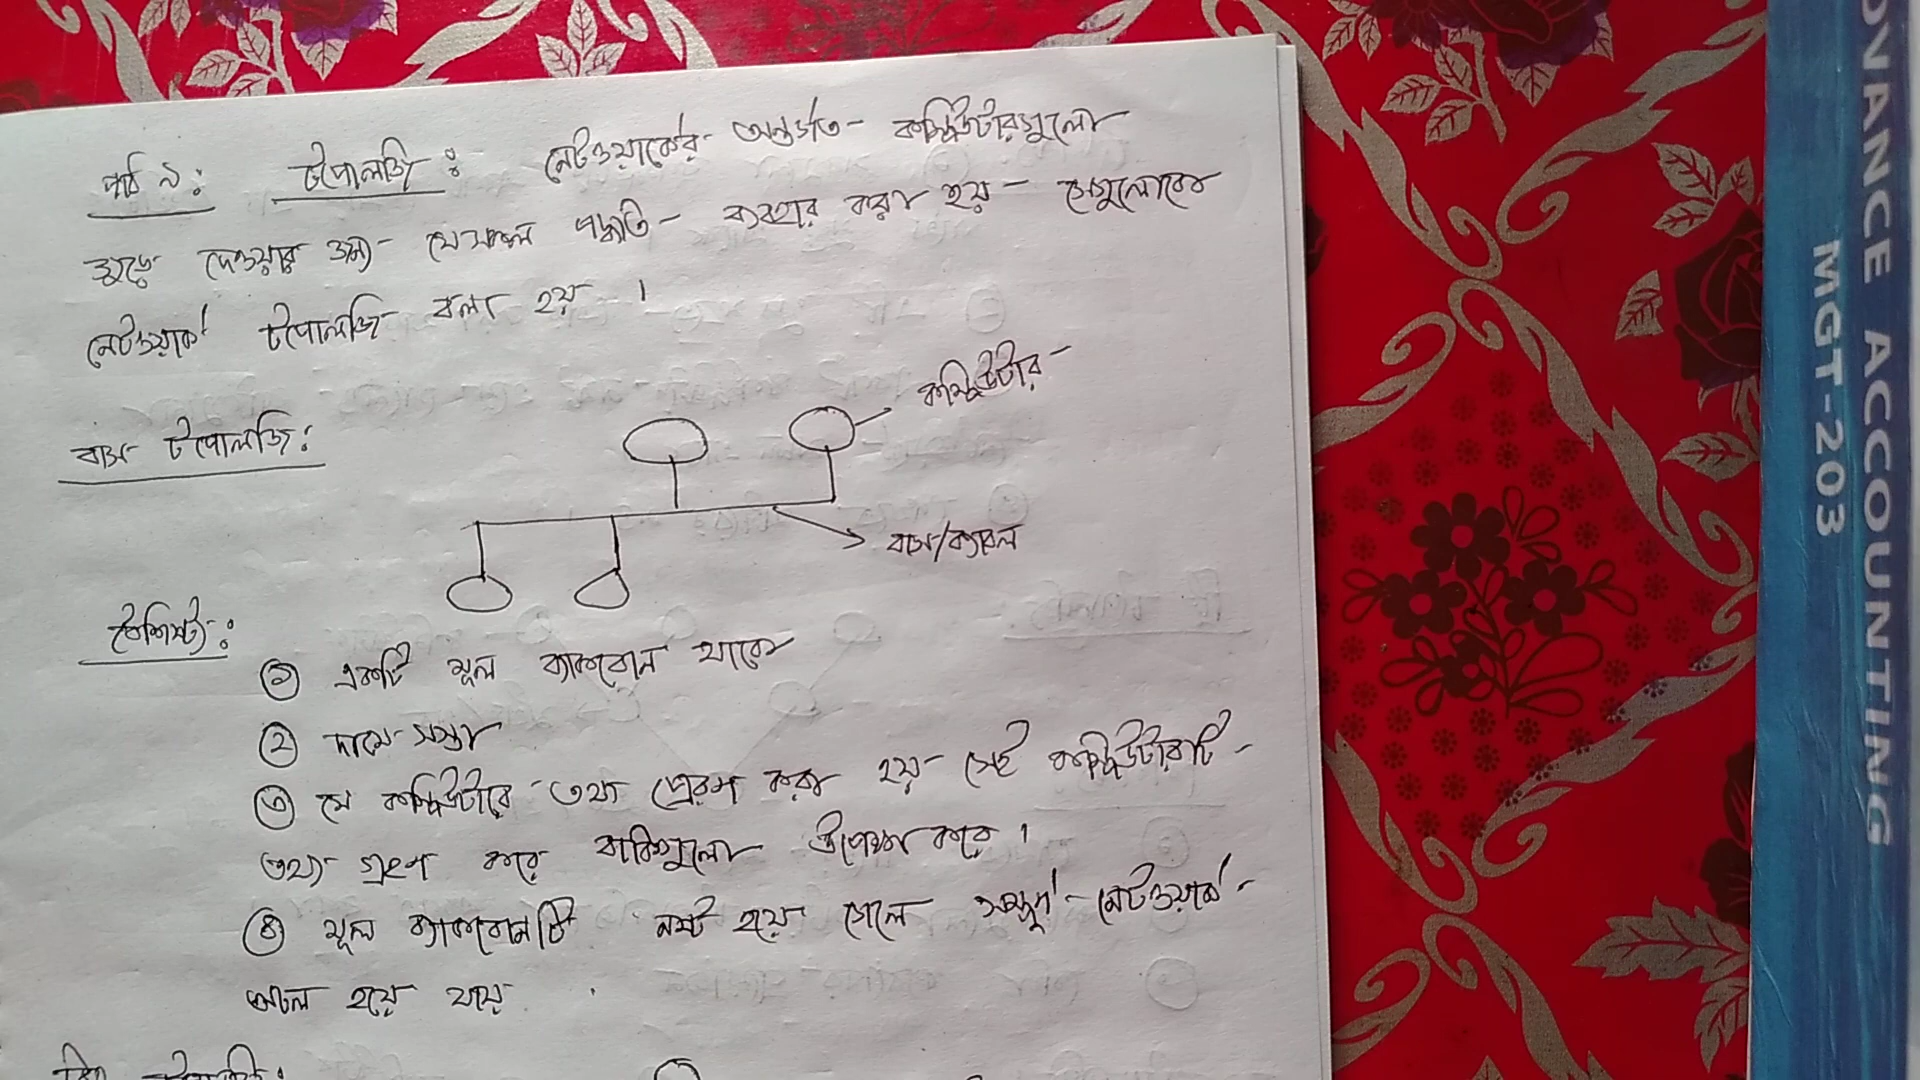 পার্ট ৯: টপোলজি: নেটওয়ার্কের অন্তর্গত কম্পিউটারগুলো
জুড়ে দেওয়ার জন্য যে সকল পদ্ধতি ব্যবহার করা হয় সেগুলোকে
নেটওয়ার্ক টপোলজি বলা হয়।
কম্পিউটার
বাস টপোলজি:
বাস/ক্যাবল
বৈশিষ্ট্য:
① একটি মূল ব্যাকবোন থাকে
② দামে সস্তা
③ যে কম্পিউটারে তথ্য প্রেরণ করা হয় সেই কম্পিউটারটি
তথ্য গ্রহণ করে বাকিগুলো উপেক্ষা করে।
④ মূল ব্যাকবোনটি নষ্ট হয়ে গেলে সম্পূর্ণ নেটওয়ার্ক
অচল হয়ে যায়
টপোলজি:
DVANCE ACCOUNTING
MGT-203